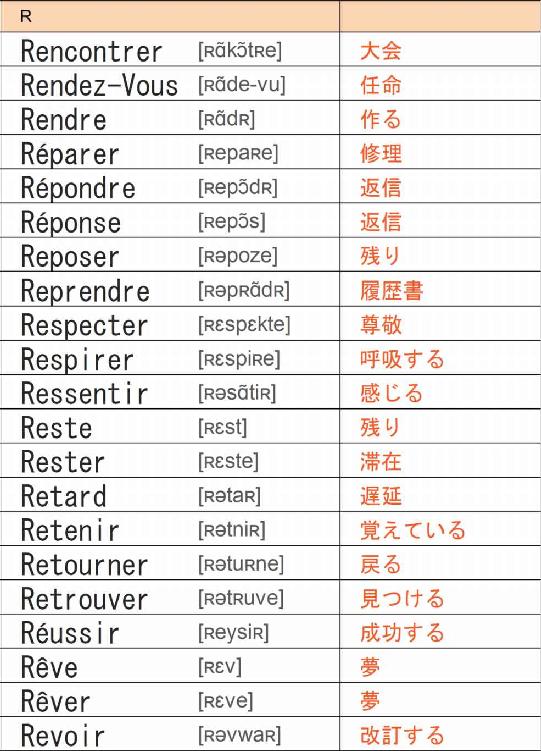 R
Rencontrer [ʀɑ̃kɔ̃tʀe] 大会
Rendez-Vous [ʀɑ̃de-vu] 任命
Rendre [ʀɑ̃dʀ] 作る
Réparer [ʀepaʀe] 修理
Répondre [ʀepɔ̃dʀ] 返信
Réponse [ʀepɔ̃s] 返信
Reposer [ʀəpoze] 残り
Reprendre [ʀəpʀɑ̃dʀ] 履歴書
Respecter [ʀɛspɛkte] 尊敬
Respirer [ʀɛspiʀe] 呼吸する
Ressentir [ʀəsɑ̃tiʀ] 感じる
Reste [ʀɛst] 残り
Rester [ʀɛste] 滞在
Retard [ʀətaʀ] 遅延
Retenir [ʀətniʀ] 覚えている
Retourner [ʀətuʀne] 戻る
Retrouver [ʀətʀuve] 見つける
Réussir [ʀeysiʀ] 成功する
Rêve [ʀɛv] 夢
Rêver [ʀɛve] 夢
Revoir [ʀəvwaʀ] 改訂する